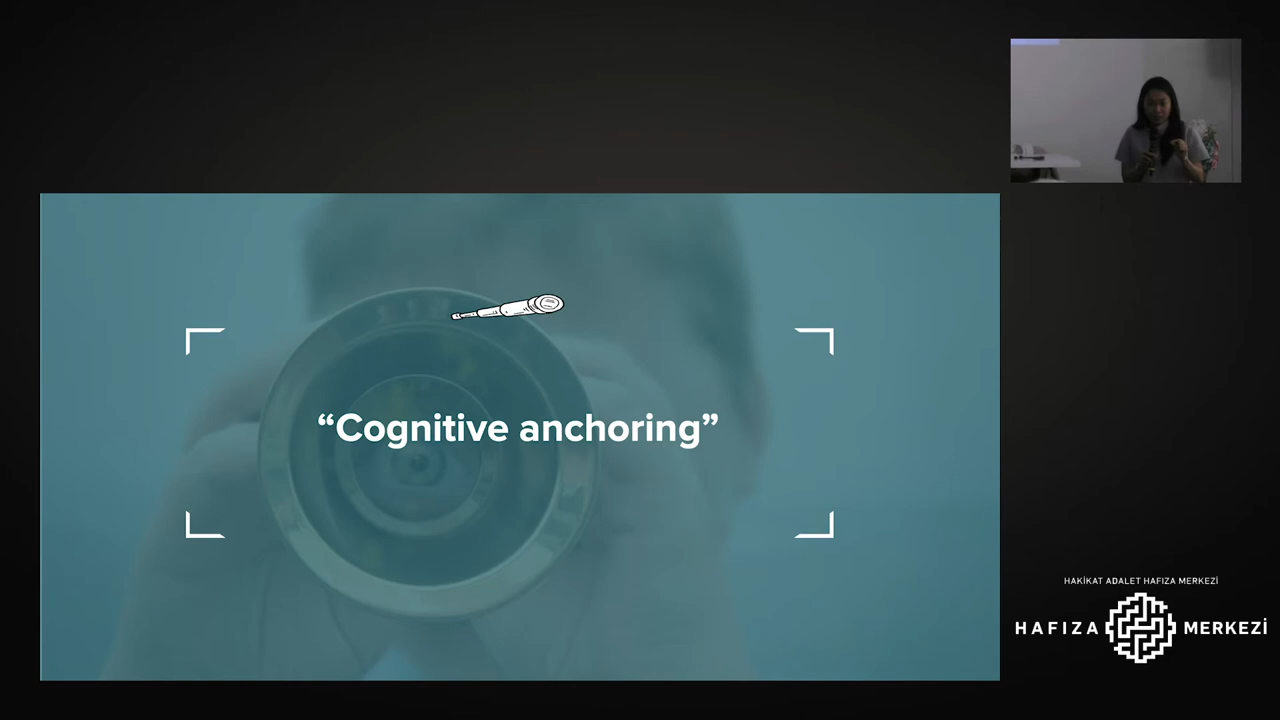 “Cognitive anchoring”
HAKİKAT ADALET HAFIZA MERKEZİ
HAFIZA MERKEZİ